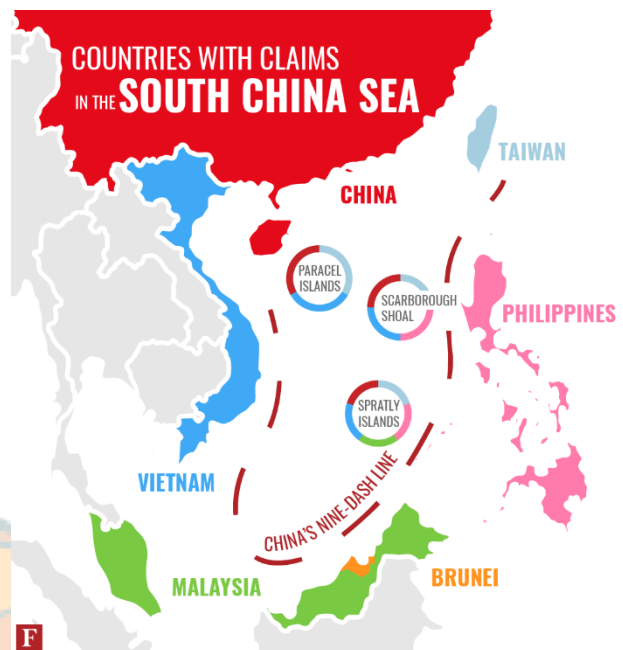 COUNTRIES WITH CLAIMS
IN THE SOUTH CHINA SEA
TAIWAN
CHINA
PARACEL
ISLANDS
SCARBOROUGH
SHOAL
PHILIPPINES
SPRATLY
ISLANDS
VIETNAM
CHINA'S NINE-DASH LINE
MALAYSIA
BRUNEI
F